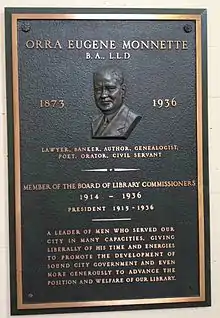 ORRA EUGENE MONNETTE
B.A., LL.D
1873 1936
LAWYER, BANKER, AUTHOR, GENEALOGIST,
POET, ORATOR, CIVIL SERVANT
MEMBER OF THE BOARD OF LIBRARY COMMISSIONERS
1914 - 1936
PRESIDENT 1915-1936
A LEADER OF MEN WHO SERVED OUR
CITY IN MANY CAPACITIES, GIVING
LIBERALLY OF HIS TIME AND ENERGIES
TO PROMOTE THE DEVELOPMENT OF
SOUND CITY GOVERNMENT AND EVEN
MORE GENEROUSLY TO ADVANCE THE
POSITION AND WELFARE OF OUR LIBRARY.